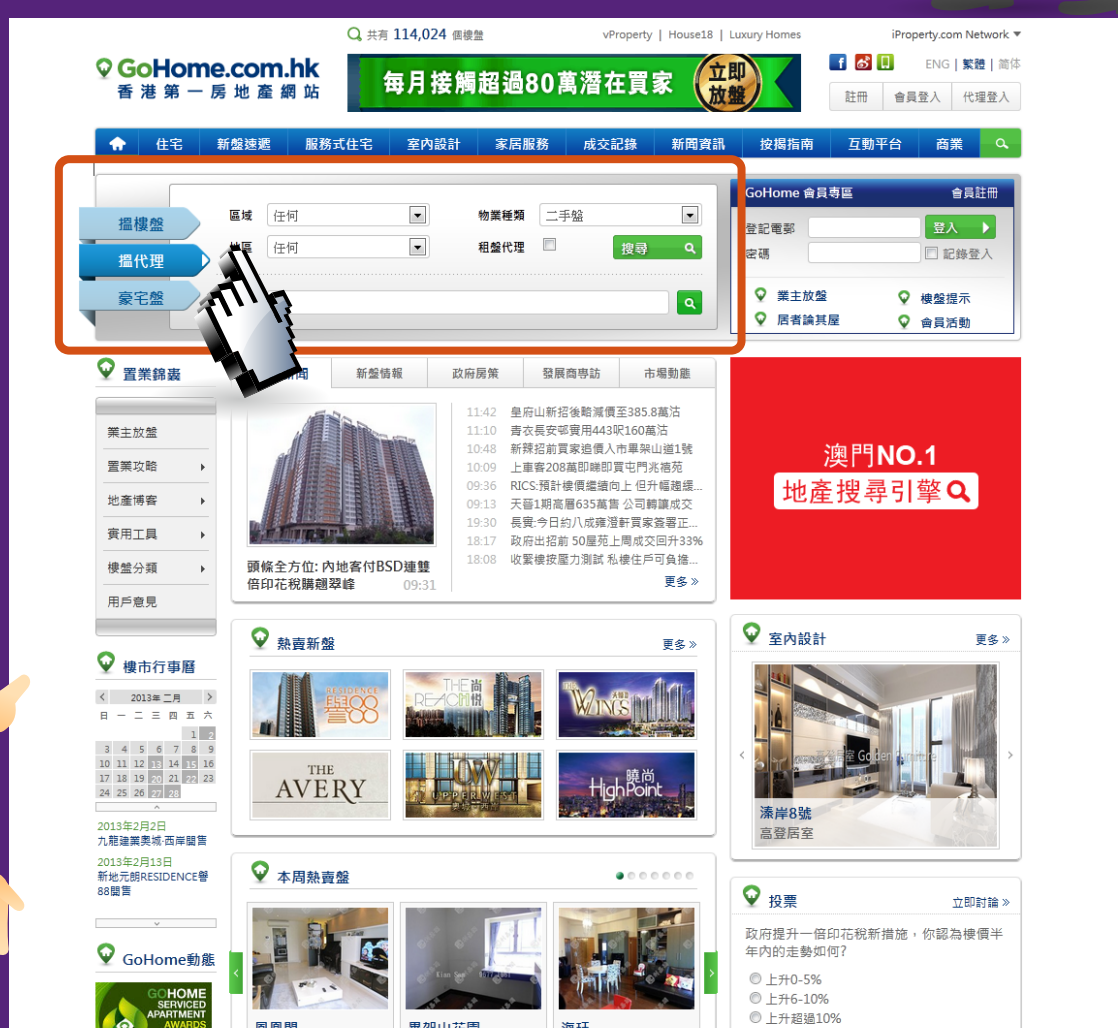 共有 114,024 個樓盤
vProperty | House18 | Luxury Homes
iProperty.com Network
GoHome.com.hk
香港第一房地產網站
每月接觸超過80萬潛在買家
立即
放盤
ENG | 繁體 | 简体
註冊 會員登入 代理登入
住宅 新盤速遞 服務式住宅 室內設計 家居服務 成交記錄 新聞資訊 按揭指南 互動平台 商業
搵樓盤
搵代理
豪宅盤
區域 任何
物業種類 二手盤
地區 任何
租盤代理
搜尋
GoHome 會員專區 會員註冊
登記電郵
登入
密碼
記錄登入
業主放盤
樓盤提示
居者論其屋
會員活動
置業錦囊
業主放盤
置業攻略
地產博客
實用工具
樓盤分類
用戶意見
新盤情報 政府房策 發展商專訪 市場動態
11:42 皇府山新招後略減價至385.8萬沽
11:10 青衣長安邨實用443呎160萬沽
10:48 新辣招前買家追價入市畢架山道1號
10:09 上車客208萬即睇即買屯門兆禧苑
09:36 RICS:預計樓價繼續向上 但升幅趨緩...
09:13 天晉1期高層635萬售 公司轉讓成交
19:30 長實:今日約八成雍澄軒買家簽署正...
18:17 政府出招前 50屋苑上周成交回升33%
18:08 收緊樓按壓力測試 私樓住戶可負擔...
更多 »
頭條全方位: 內地客付BSD連雙
倍印花稅購翹翠峰 09:31
澳門NO.1
地產搜尋引擎
樓市行事曆
2013年 二月
日 一 二 三 四 五 六
1 2
3 4 5 6 7 8 9
10 11 12 13 14 15 16
17 18 19 20 21 22 23
24 25 26 27 28
2013年2月2日
九龍建業奧城‧西岸開售
2013年2月13日
新地元朗RESIDENCE譽
88開售
GoHome動態
GOHOME
SERVICED
APARTMENT
AWARDS
熱賣新盤
更多 »
RESIDENCE
譽88
THE 尚
REACH 悅
THE
WINGS
THE
AVERY
UPPER WEST
奧城‧西岸
曉尚
HighPoint
室內設計
更多 »
高登居室 Golden Furniture
溱岸8號
高登居室
本周熱賣盤
鳳凰閣
畢架山花園
投票
立即討論 »
政府提升一倍印花稅新措施，你認為樓價半
年內的走勢如何?
上升0-5%
上升6-10%
上升超過10%